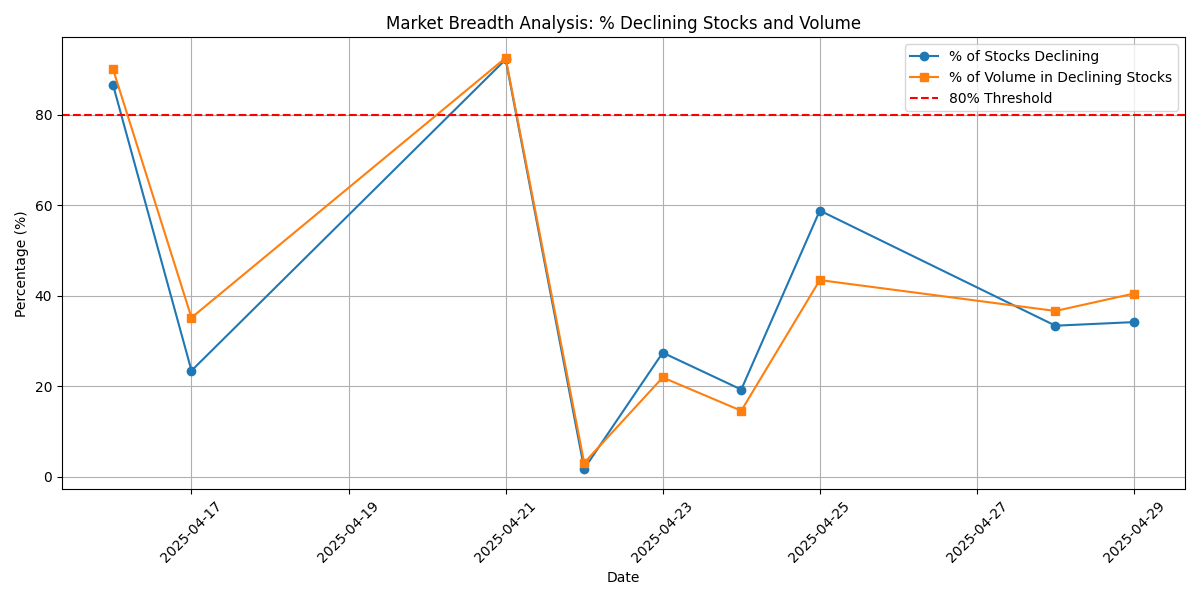 Market Breadth Analysis: % Declining Stocks and Volume
% of Stocks Declining
% of Volume in Declining Stocks
80% Threshold
Percentage (%)
80
60
40
20
0
2025-04-17
2025-04-19
2025-04-21
2025-04-23
2025-04-25
2025-04-27
2025-04-29
Date